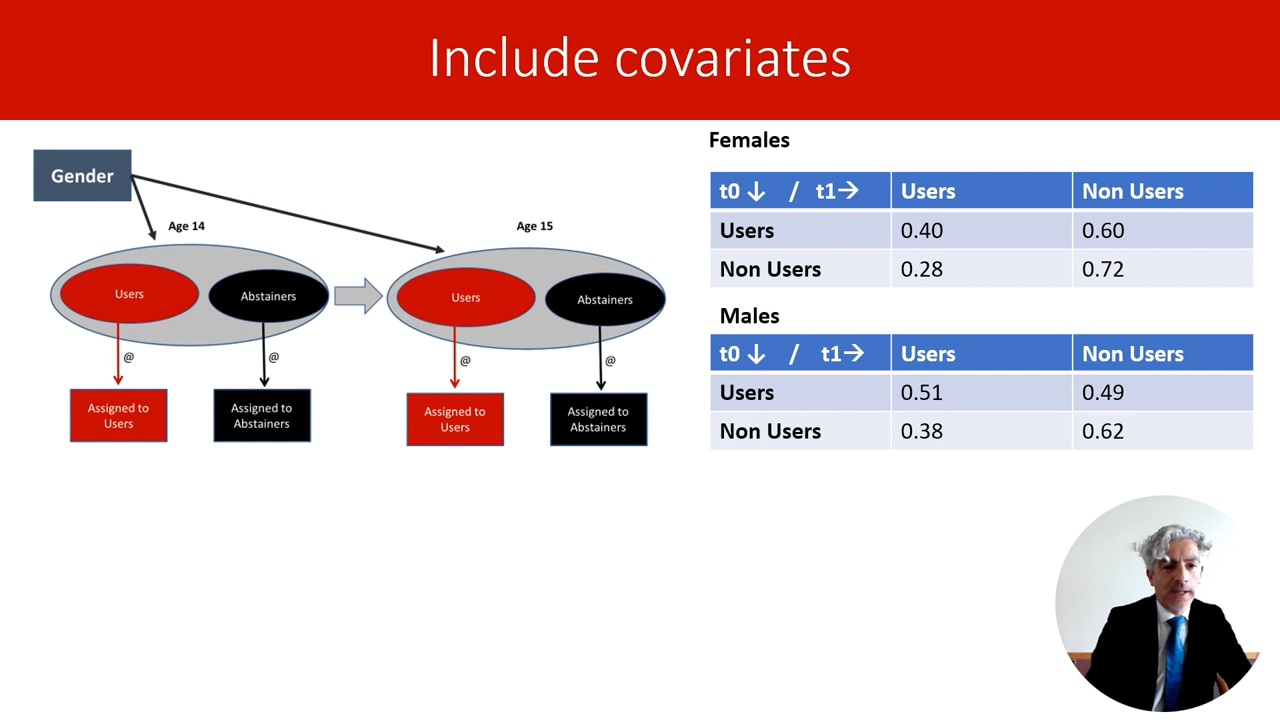 Include covariates
Gender
Age 14
Age 15
Users
Abstainers
Users
Abstainers
@
@
@
@
Assigned to
Users
Assigned to
Abstainers
Assigned to
Users
Assigned to
Abstainers
Females
t0 ↓ / t1→ Users Non Users
Users 0.40 0.60
Non Users 0.28 0.72
Males
t0 ↓ / t1→ Users Non Users
Users 0.51 0.49
Non Users 0.38 0.62